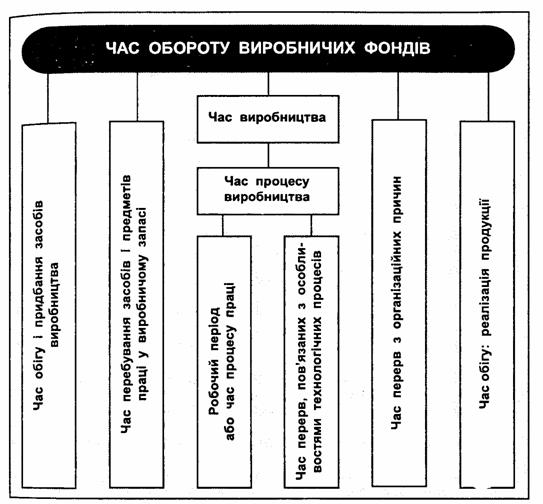 ЧАС ОБОРОТУ ВИРОБНИЧИХ ФОНДІВ
Час обігу і придбання засобів
виробництва
Час перебування засобів і предметів
праці у виробничому запасі
Час виробництва
Час процесу
виробництва
Робочий період
або час процесу праці
Час перерв, пов'язаних з особли-
востями технологічних процесів
Час перерв з організаційних причин
Час обігу: реалізація продукції